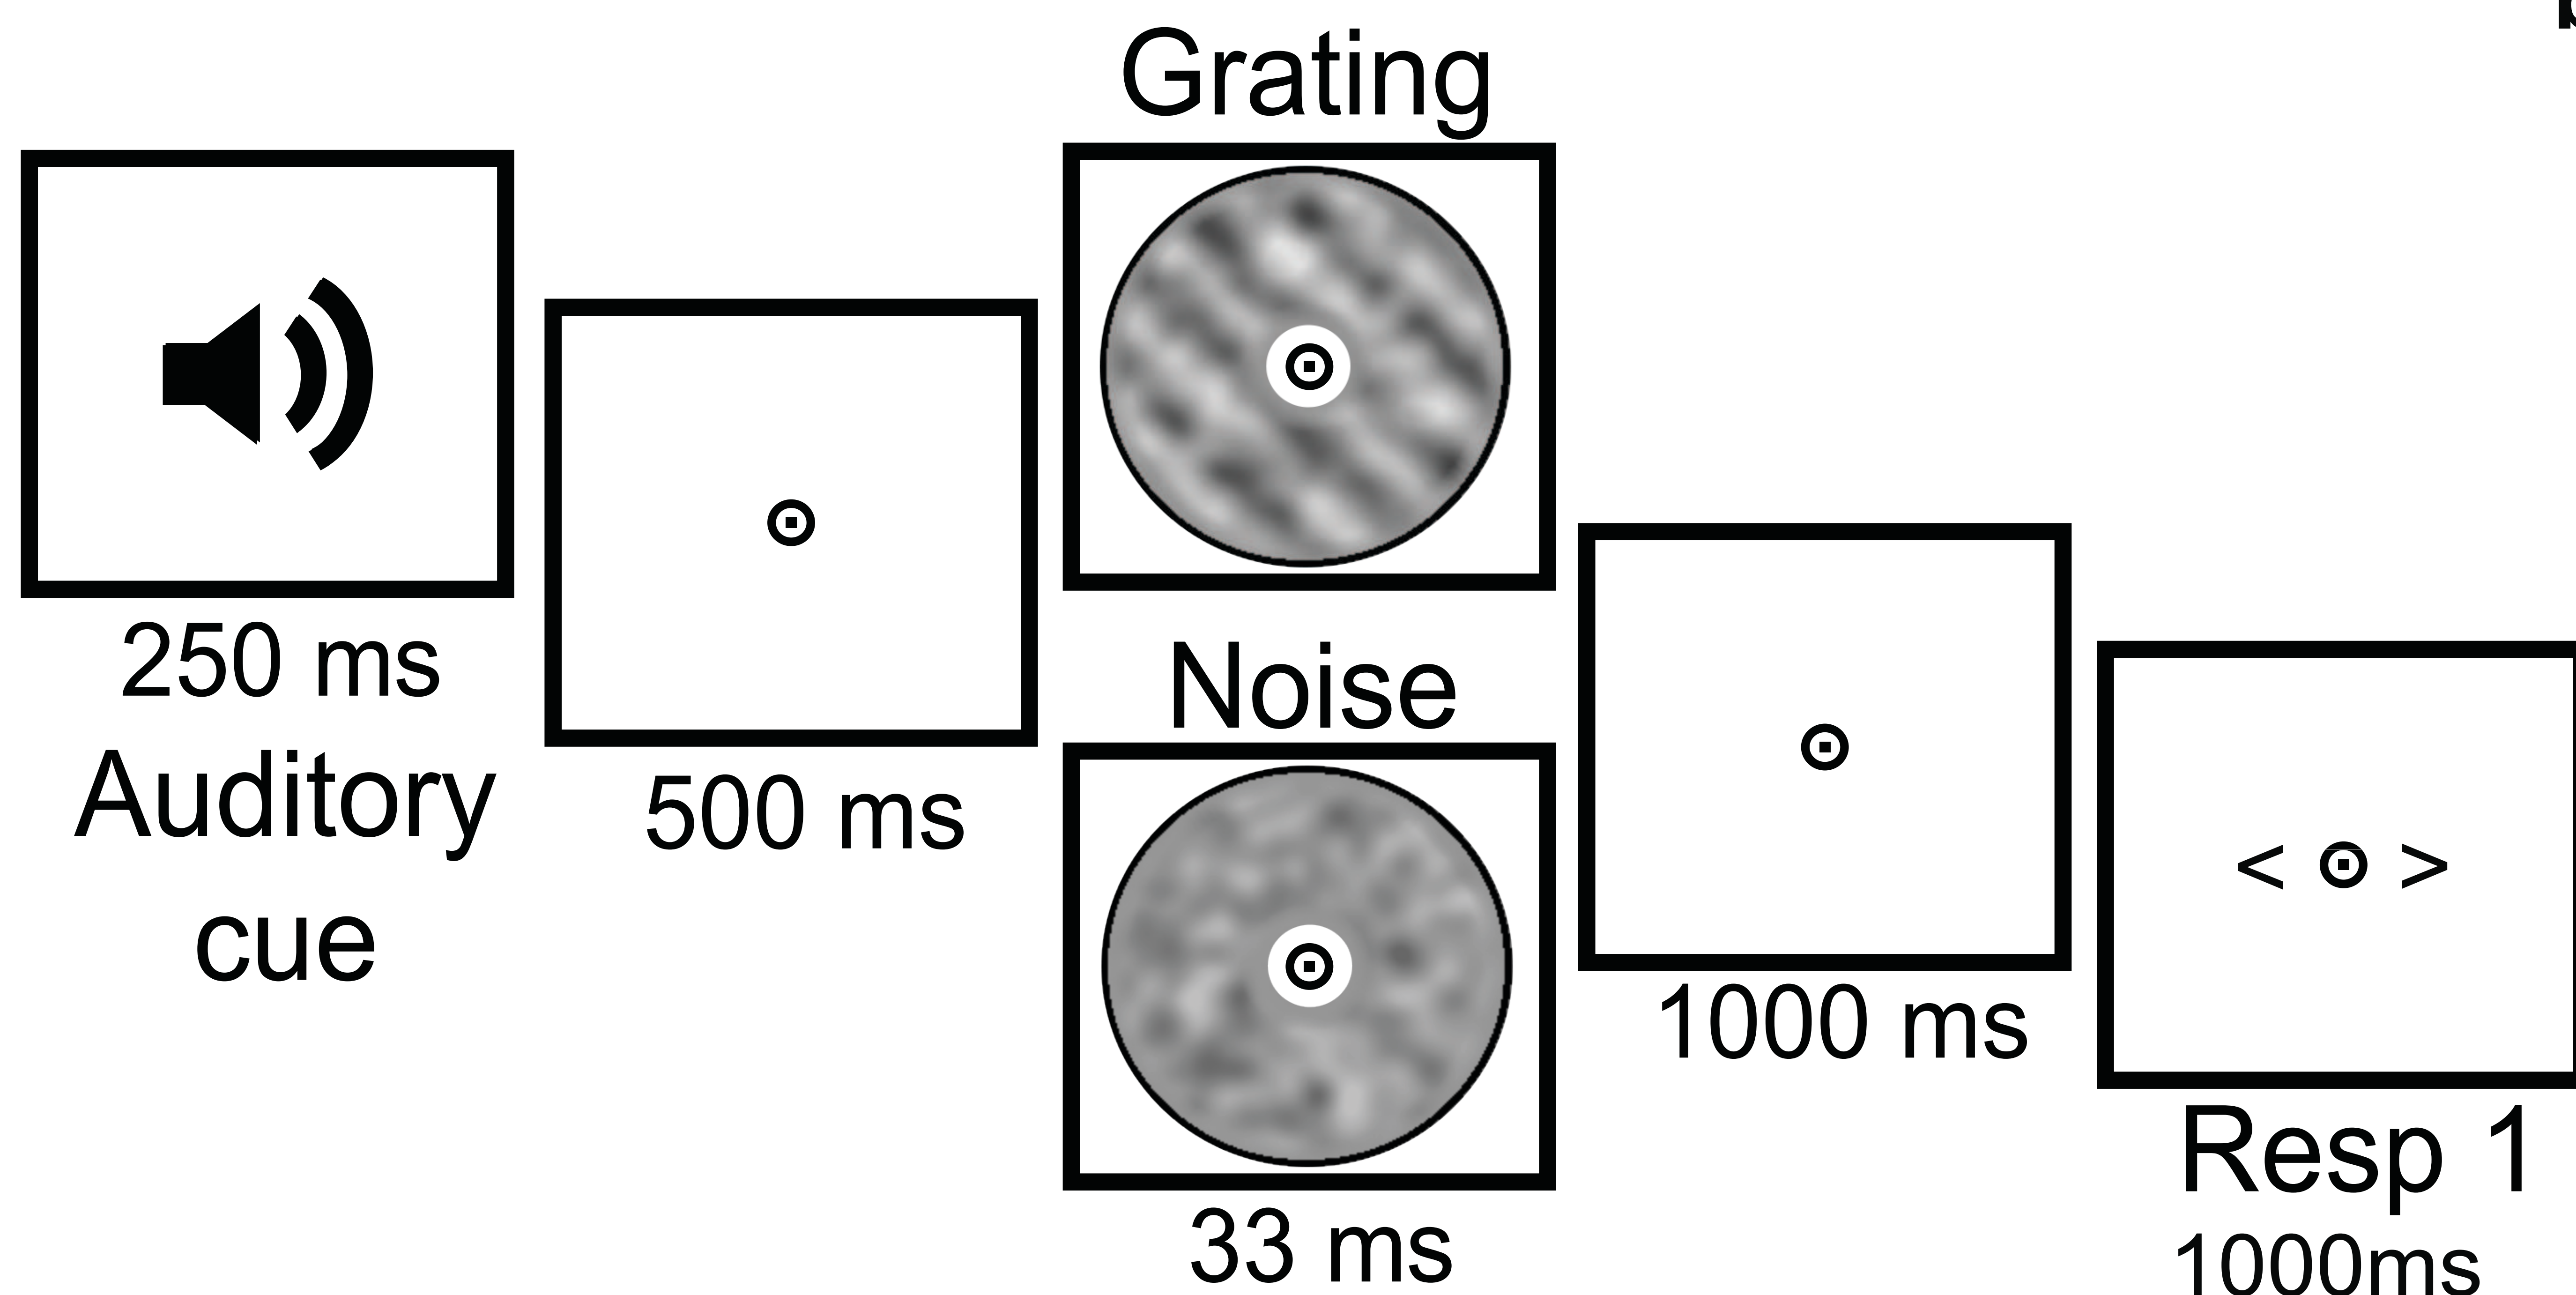 Grating
250 ms
Auditory
cue
500 ms
Noise
33 ms
1000 ms
< >
Resp 1
1000ms